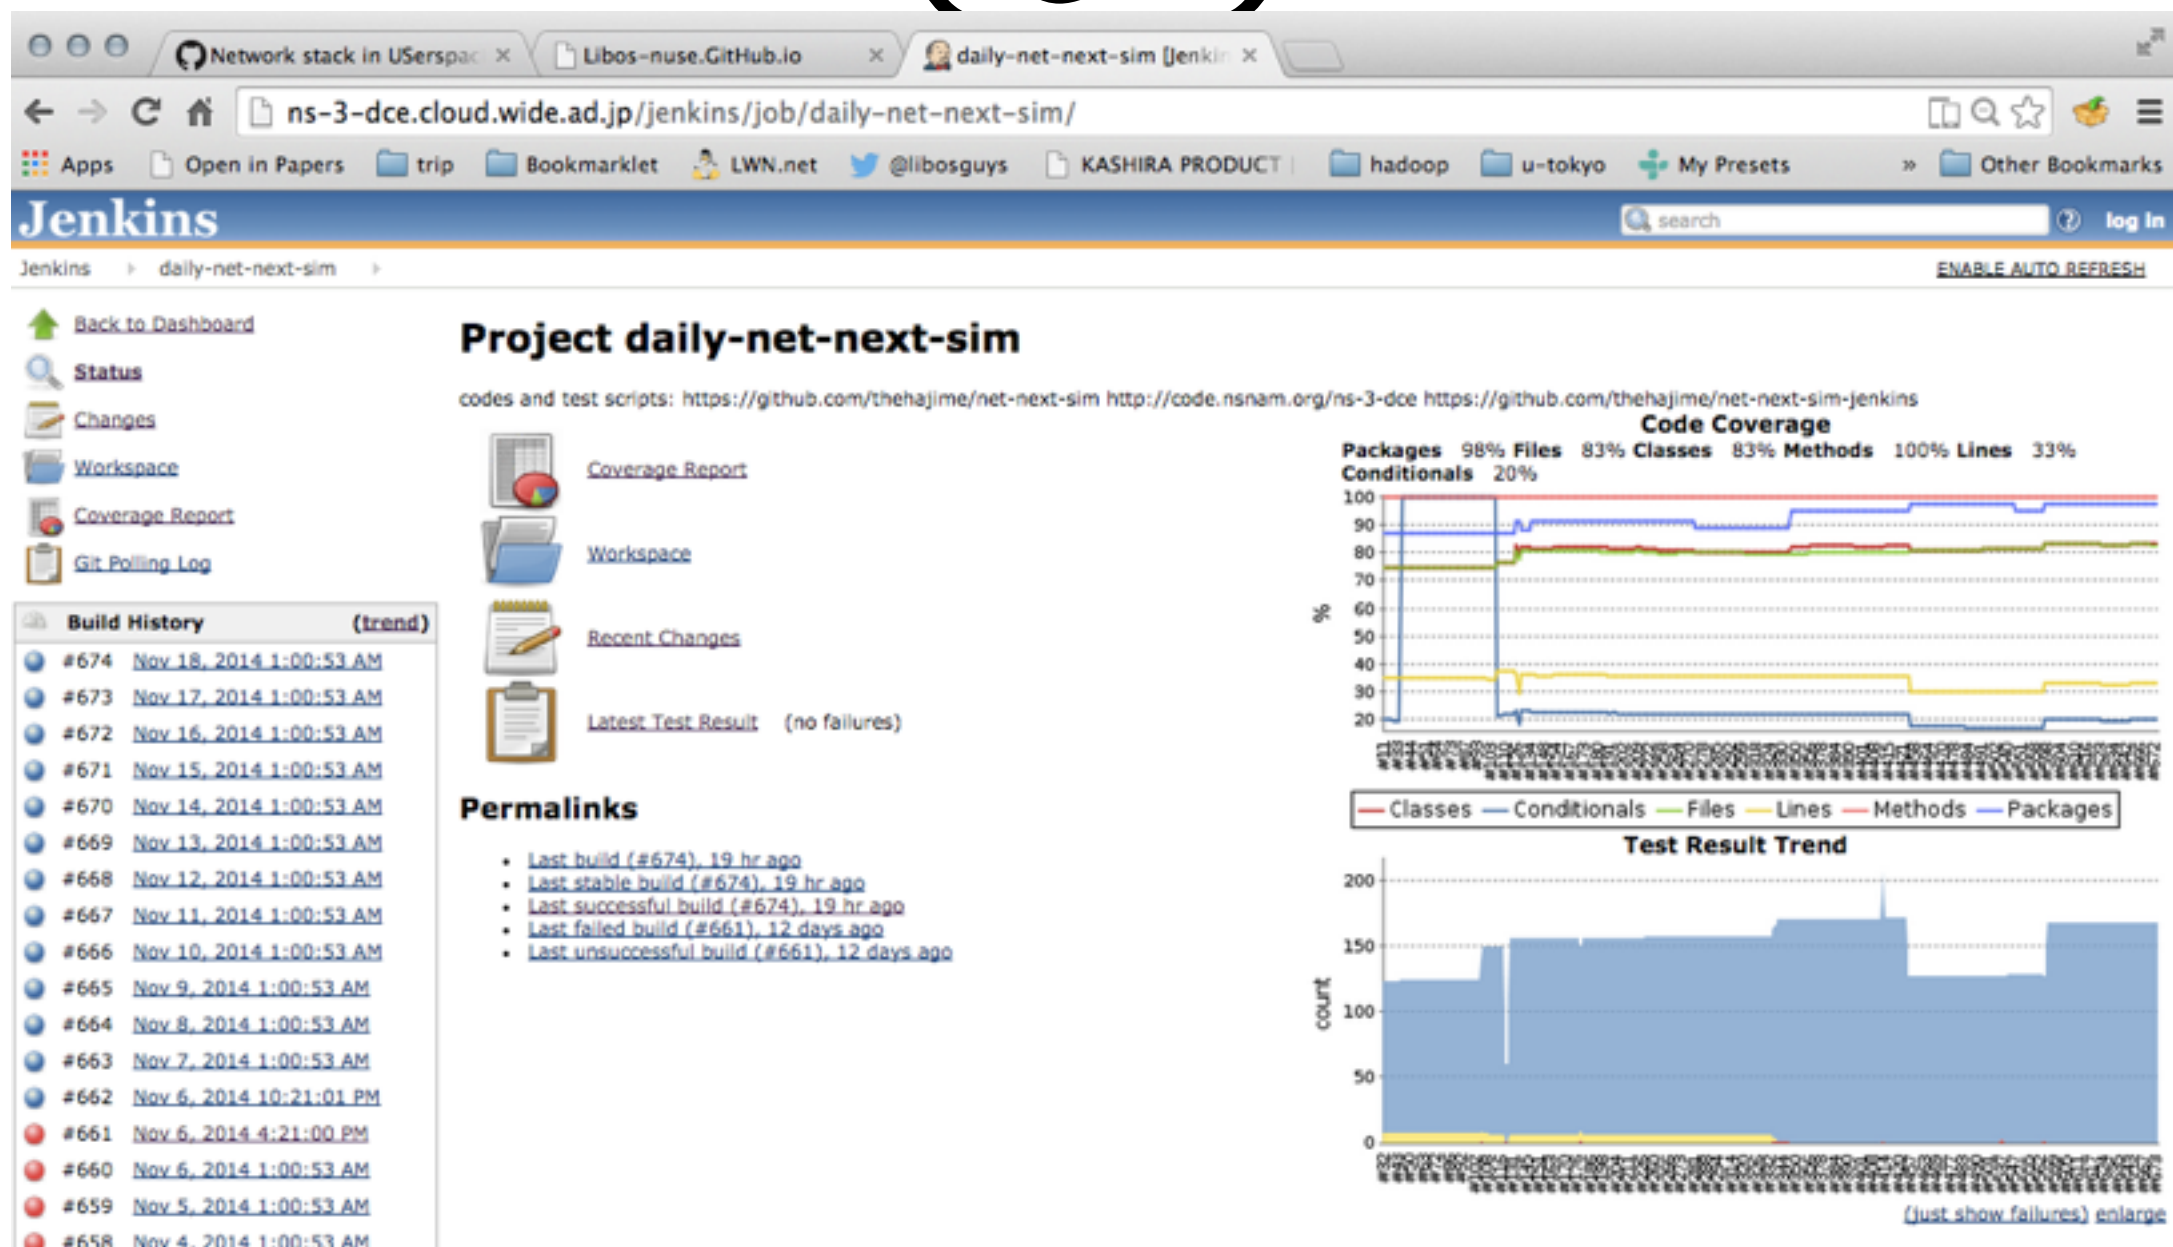 Network stack in USerspac
Libos-nuse.GitHub.io
daily-net-next-sim [Jenkin
ns-3-dce.cloud.wide.ad.jp/jenkins/job/daily-net-next-sim/
Apps Open in Papers trip Bookmarklet LWN.net @libosguys KASHIRA PRODUCT | hadoop u-tokyo My Presets » Other Bookmarks
Jenkins
search
log in
Jenkins daily-net-next-sim
ENABLE AUTO REFRESH
Back to Dashboard
Status
Changes
Workspace
Coverage Report
Git Polling Log
Build History (trend)
#674 Nov 18, 2014 1:00:53 AM
#673 Nov 17, 2014 1:00:53 AM
#672 Nov 16, 2014 1:00:53 AM
#671 Nov 15, 2014 1:00:53 AM
#670 Nov 14, 2014 1:00:53 AM
#669 Nov 13, 2014 1:00:53 AM
#668 Nov 12, 2014 1:00:53 AM
#667 Nov 11, 2014 1:00:53 AM
#666 Nov 10, 2014 1:00:53 AM
#665 Nov 9, 2014 1:00:53 AM
#664 Nov 8, 2014 1:00:53 AM
#663 Nov 7, 2014 1:00:53 AM
#662 Nov 6, 2014 10:21:01 PM
#661 Nov 6, 2014 4:21:00 PM
#660 Nov 6, 2014 1:00:53 AM
#659 Nov 5, 2014 1:00:53 AM
#658 Nov 4, 2014 1:00:53 AM
Project daily-net-next-sim
codes and test scripts: https://github.com/thehajime/net-next-sim http://code.nsnam.org/ns-3-dce https://github.com/thehajime/net-next-sim-jenkins
Coverage Report
Workspace
Recent Changes
Latest Test Result (no failures)
Permalinks
• Last build (#674), 19 hr ago
• Last stable build (#674), 19 hr ago
• Last successful build (#674), 19 hr ago
• Last failed build (#661), 12 days ago
• Last unsuccessful build (#661), 12 days ago
Code Coverage
Packages 98% Files 83% Classes 83% Methods 100% Lines 33%
Conditionals 20%
100
90
80
70
60
50
40
30
20
%
Classes Conditionals Files Lines Methods Packages
Test Result Trend
200
150
100
50
0
count
(just show failures) enlarge